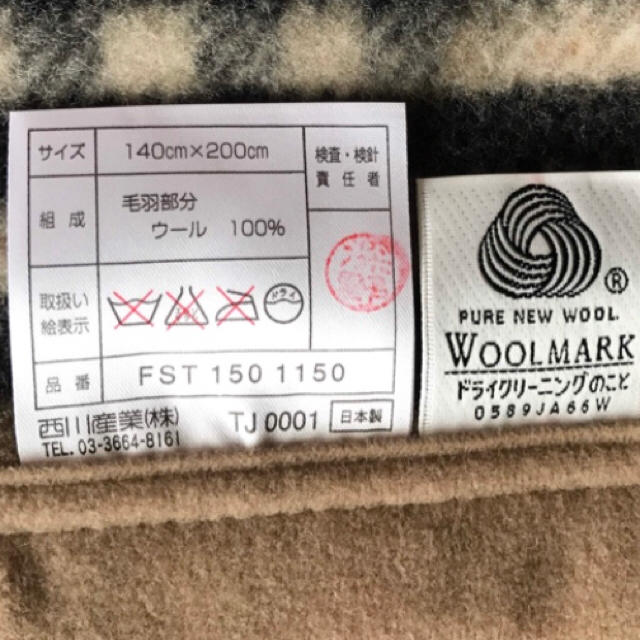 サイズ 140cm×200cm 検査・検針
責任者
組成 毛羽部分
ウール 100%
取扱い
絵表示 ドライ
品番 FST 150 1150
西川産業(株) TJ 0001 日本製
TEL. 03-3664-8161
®
PURE NEW WOOL
WOOLMARK
ドライクリーニングのこと
0589JA66W